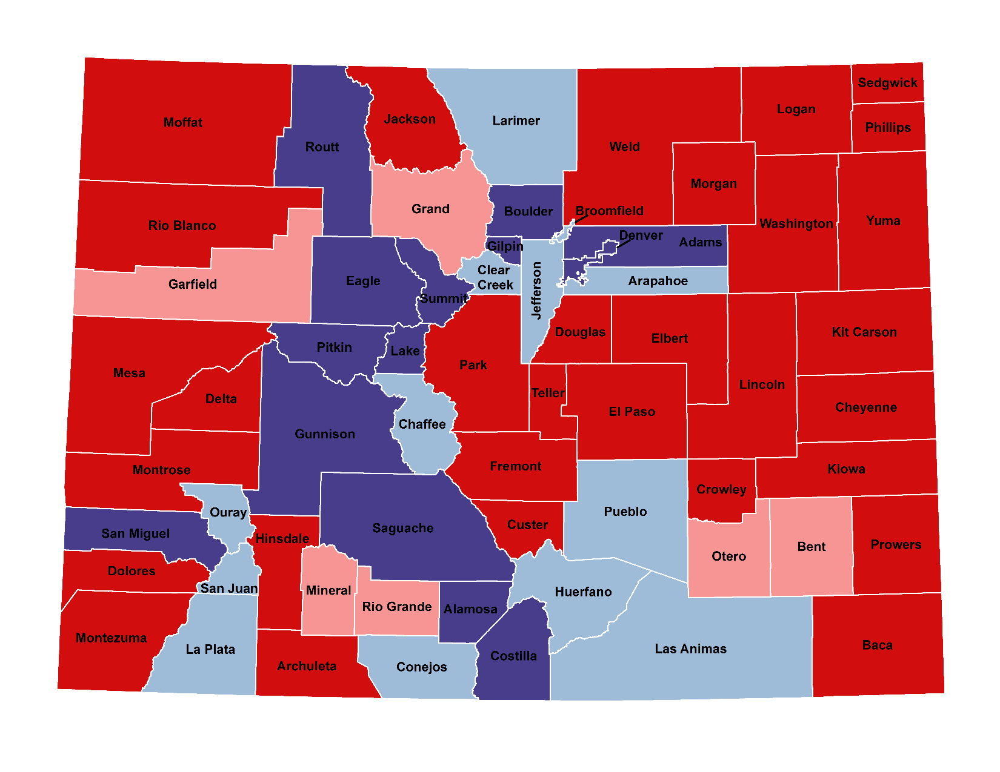 Sedgwick
Logan
Moffat
Jackson
Larimer
Phillips
Routt
Weld
Morgan
Grand
Boulder
Broomfield
Rio Blanco
Washington
Yuma
Denver
Adams
Gilpin
Clear
Creek
Garfield
Eagle
Jefferson
Arapahoe
Summit
Douglas
Elbert
Kit Carson
Pitkin
Lake
Park
Mesa
Lincoln
Teller
Delta
Cheyenne
El Paso
Chaffee
Gunnison
Montrose
Fremont
Kiowa
Crowley
Ouray
Pueblo
San Miguel
Saguache
Custer
Hinsdale
Bent
Prowers
Otero
Dolores
San Juan
Mineral
Huerfano
Rio Grande
Alamosa
Montezuma
La Plata
Las Animas
Baca
Costilla
Archuleta
Conejos